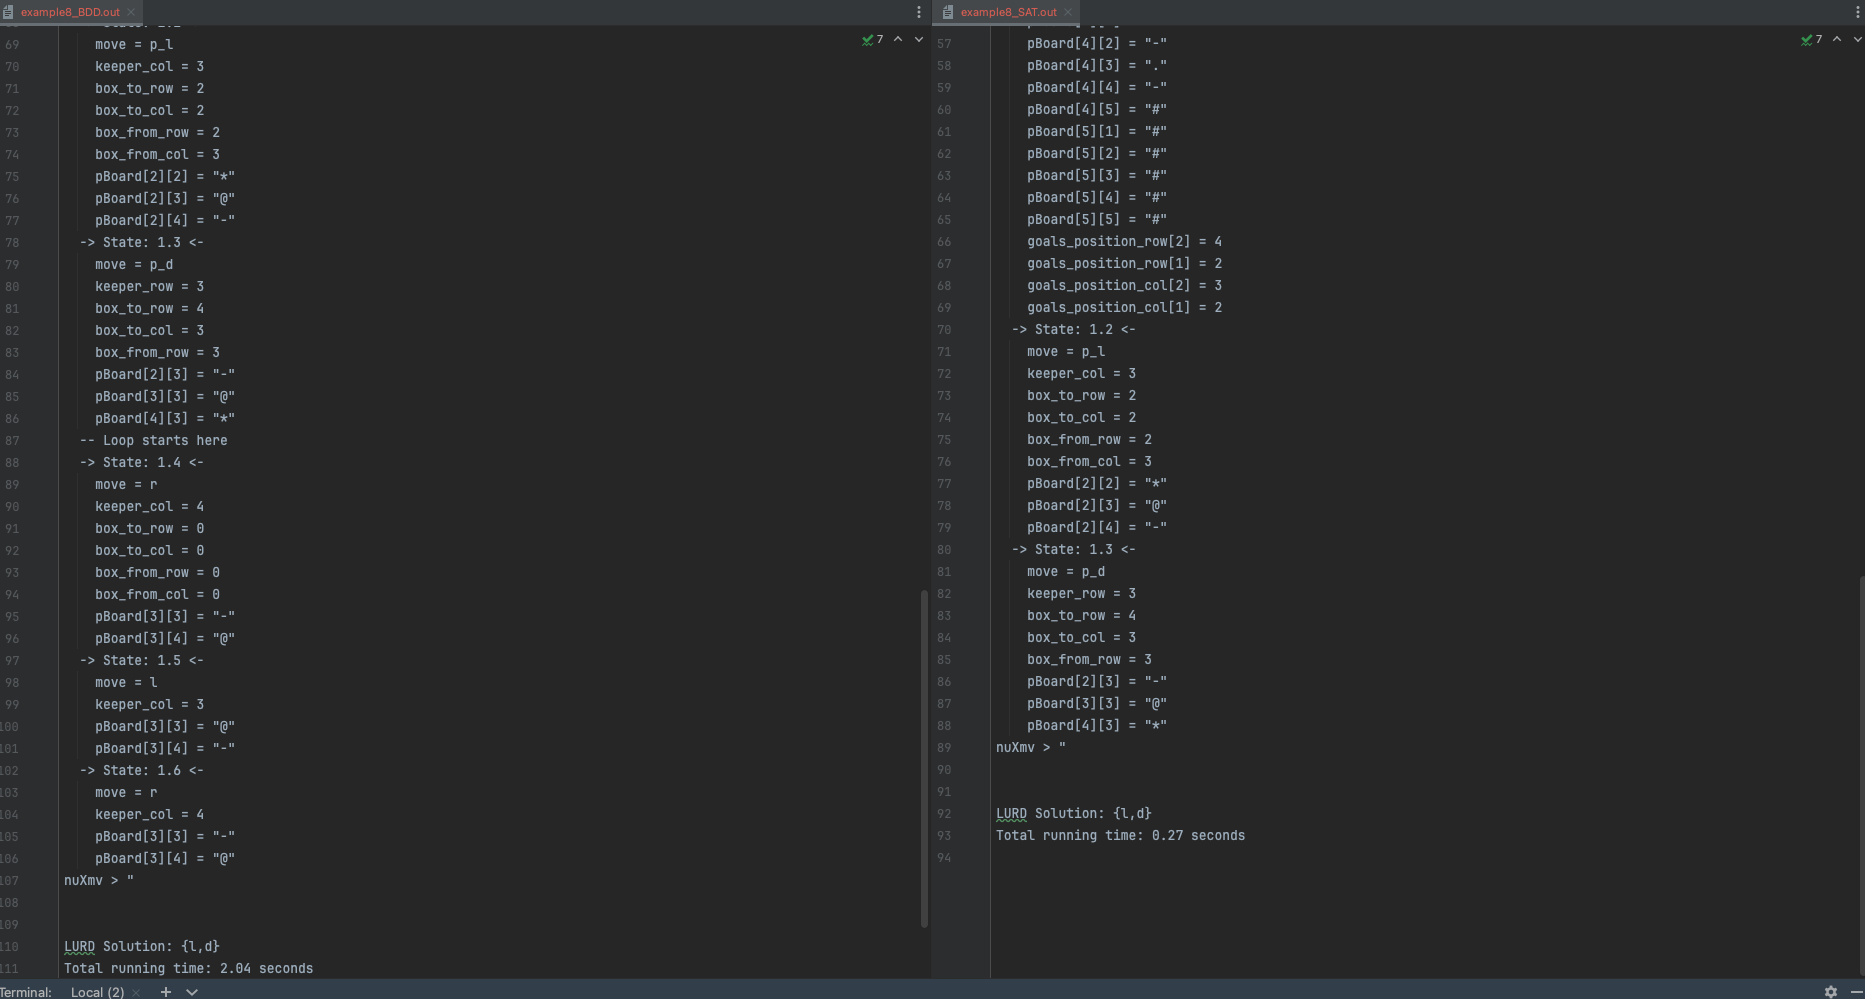 example8_BDD.out
69 move = p_l
70 keeper_col = 3
71 box_to_row = 2
72 box_to_col = 2
73 box_from_row = 2
74 box_from_col = 3
75 pBoard[2][2] = "*"
76 pBoard[2][3] = "@"
77 pBoard[2][4] = "-"
78 -> State: 1.3 <-
79 move = p_d
80 keeper_row = 3
81 box_to_row = 4
82 box_to_col = 3
83 box_from_row = 3
84 pBoard[2][3] = "-"
85 pBoard[3][3] = "@"
86 pBoard[4][3] = "*"
87 -- Loop starts here
88 -> State: 1.4 <-
89 move = r
90 keeper_col = 4
91 box_to_row = 0
92 box_to_col = 0
93 box_from_row = 0
94 box_from_col = 0
95 pBoard[3][3] = "-"
96 pBoard[3][4] = "@"
97 -> State: 1.5 <-
98 move = l
99 keeper_col = 3
100 pBoard[3][3] = "@"
101 pBoard[3][4] = "-"
102 -> State: 1.6 <-
103 move = r
104 keeper_col = 4
105 pBoard[3][3] = "-"
106 pBoard[3][4] = "@"
107 nuXmv > "
108
109
110 LURD Solution: {l,d}
111 Total running time: 2.04 seconds
7
example8_SAT.out
57 pBoard[4][2] = "-"
58 pBoard[4][3] = "."
59 pBoard[4][4] = "-"
60 pBoard[4][5] = "#"
61 pBoard[5][1] = "#"
62 pBoard[5][2] = "#"
63 pBoard[5][3] = "#"
64 pBoard[5][4] = "#"
65 pBoard[5][5] = "#"
66 goals_position_row[2] = 4
67 goals_position_row[1] = 2
68 goals_position_col[2] = 3
69 goals_position_col[1] = 2
70 -> State: 1.2 <-
71 move = p_l
72 keeper_col = 3
73 box_to_row = 2
74 box_to_col = 2
75 box_from_row = 2
76 box_from_col = 3
77 pBoard[2][2] = "*"
78 pBoard[2][3] = "@"
79 pBoard[2][4] = "-"
80 -> State: 1.3 <-
81 move = p_d
82 keeper_row = 3
83 box_to_row = 4
84 box_to_col = 3
85 box_from_row = 3
86 pBoard[2][3] = "-"
87 pBoard[3][3] = "@"
88 pBoard[4][3] = "*"
89 nuXmv > "
90
91
92 LURD Solution: {l,d}
93 Total running time: 0.27 seconds
94
7
Terminal: Local (2)